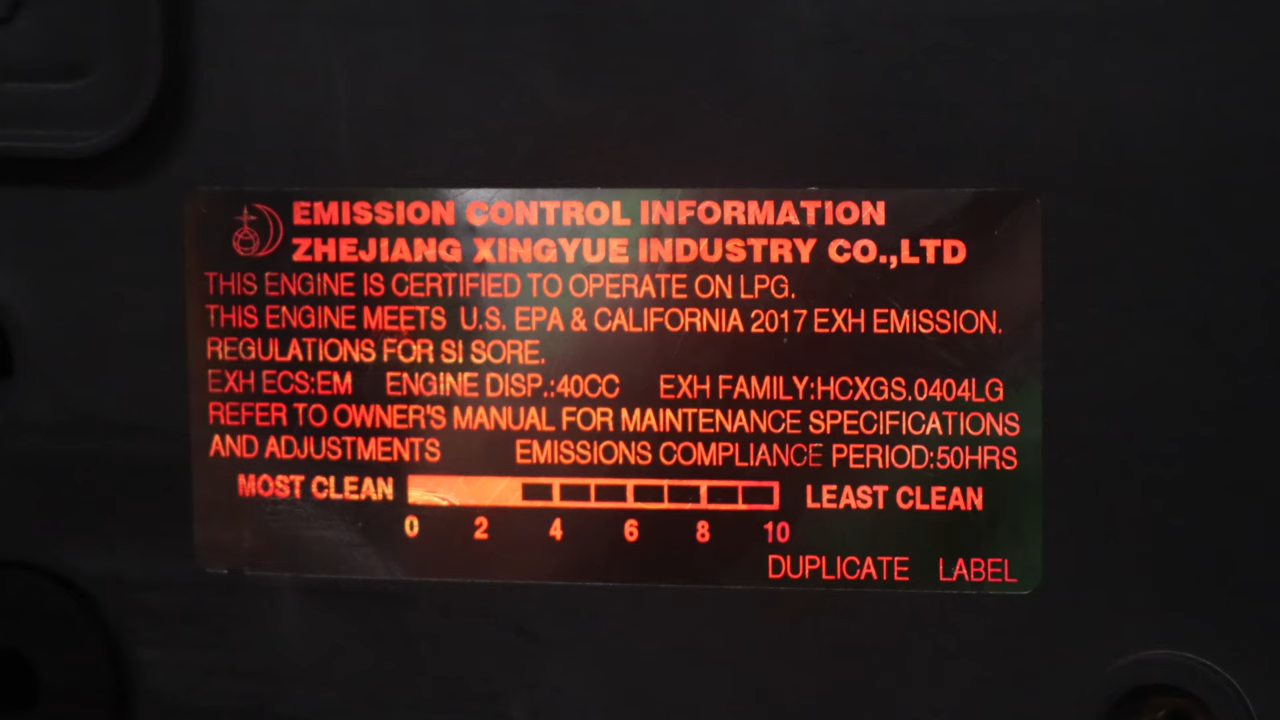 EMISSION CONTROL INFORMATION
ZHEJIANG XINGYUE INDUSTRY CO.,LTD
THIS ENGINE IS CERTIFIED TO OPERATE ON LPG.
THIS ENGINE MEETS U.S. EPA & CALIFORNIA 2017 EXH EMISSION.
REGULATIONS FOR SI SORE.
EXH ECS:EM ENGINE DISP.:40CC EXH FAMILY:HCXGS.0404LG
REFER TO OWNER'S MANUAL FOR MAINTENANCE SPECIFICATIONS
AND ADJUSTMENTS EMISSIONS COMPLIANCE PERIOD:50HRS
MOST CLEAN LEAST CLEAN
0 2 4 6 8 10
DUPLICATE LABEL